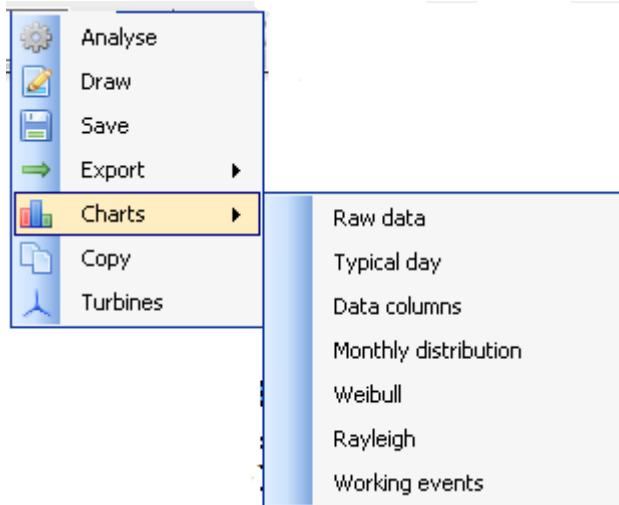 Analyse
Draw
Save
Export
Charts
Copy
Turbines
Raw data
Typical day
Data columns
Monthly distribution
Weibull
Rayleigh
Working events